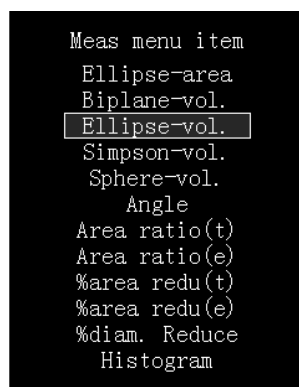 Meas menu item
Ellipse-area
Biplane-vol.
Ellipse-vol.
Simpson-vol.
Sphere-vol.
Angle
Area ratio(t)
Area ratio(e)
%area redu(t)
%area redu(e)
%diam. Reduce
Histogram